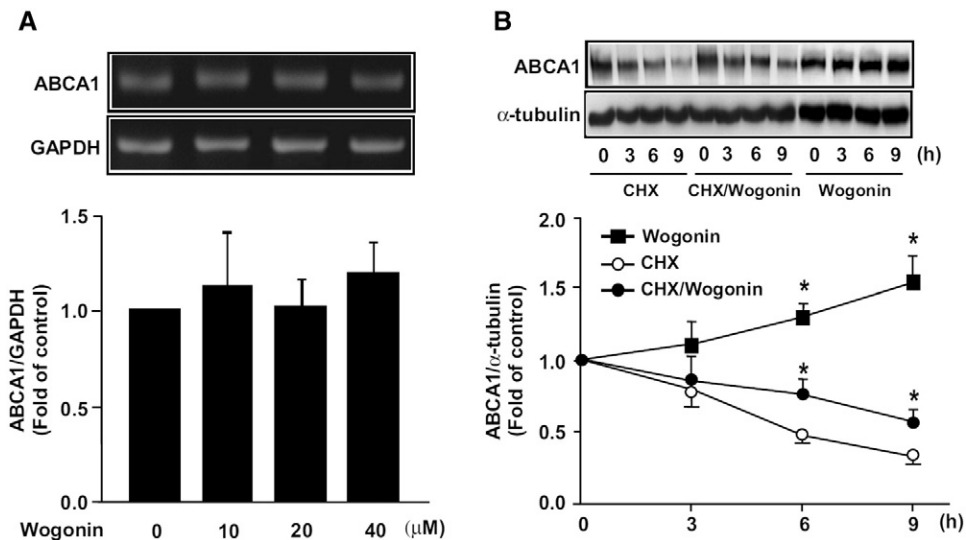 A
ABCA1
GAPDH
ABCA1/GAPDH
(Fold of control)
1.5
1.0
0.5
0.0
Wogonin 0 10 20 40 (μM)
B
ABCA1
α-tubulin
0 3 6 9 0 3 6 9 0 3 6 9 (h)
CHX CHX/Wogonin Wogonin
ABCA1/α-tubulin
(Fold of control)
2.0
1.5
1.0
0.5
0.0
Wogonin
CHX
CHX/Wogonin
* *
* *
0 3 6 9 (h)